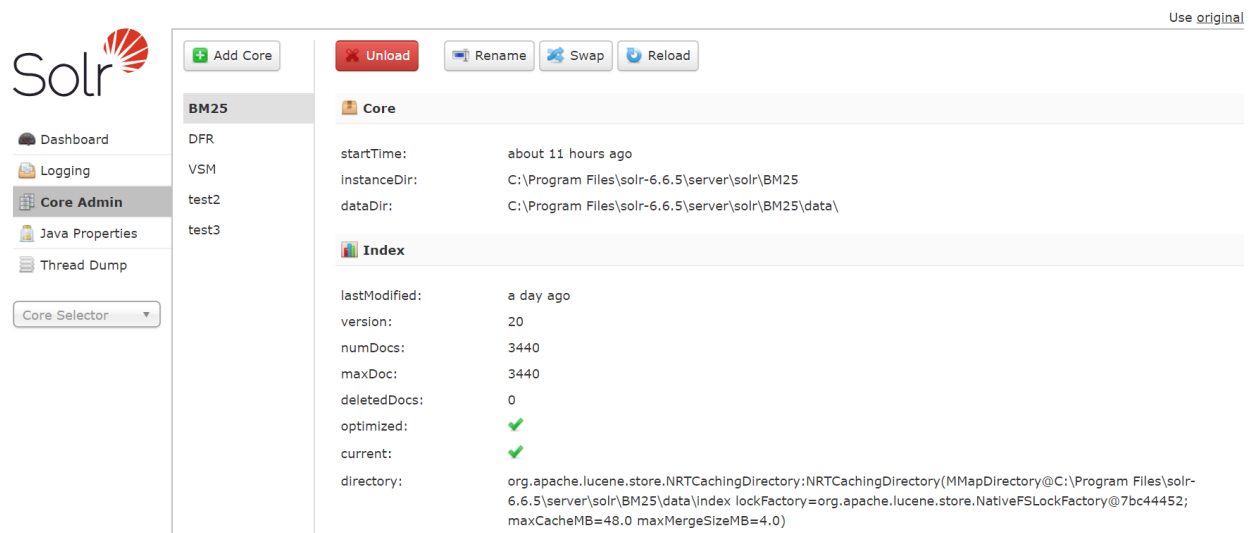 Use original
Solr
Dashboard
Logging
Core Admin
Java Properties
Thread Dump
Core Selector
Add Core
BM25
DFR
VSM
test2
test3
Unload Rename Swap Reload
Core
startTime: about 11 hours ago
instanceDir: C:\Program Files\solr-6.6.5\server\solr\BM25
dataDir: C:\Program Files\solr-6.6.5\server\solr\BM25\data\
Index
lastModified: a day ago
version: 20
numDocs: 3440
maxDoc: 3440
deletedDocs: 0
optimized:
current:
directory: org.apache.lucene.store.NRTCachingDirectory:NRTCachingDirectory(MMapDirectory@C:\Program Files\solr-
6.6.5\server\solr\BM25\data\index lockFactory=org.apache.lucene.store.NativeFSLockFactory@7bc44452;
maxCacheMB=48.0 maxMergeSizeMB=4.0)